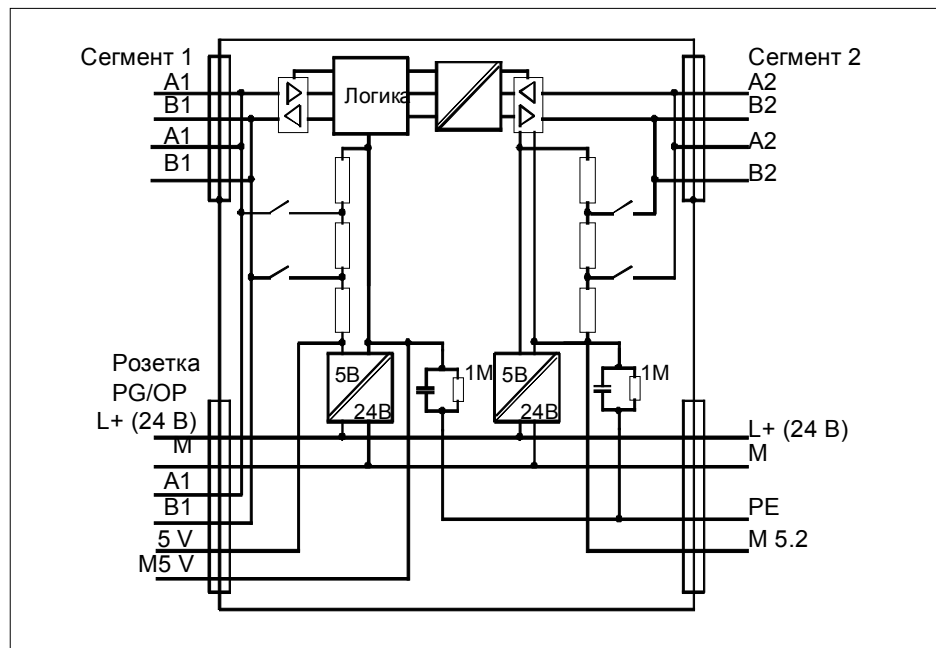 Сегмент 1
A1
B1
A1
B1
Логика
Сегмент 2
A2
B2
A2
B2
Розетка
PG/OP
L+ (24 В)
M
A1
B1
5 V
M5 V
5В
24В
1M
5В
24В
1M
L+ (24 В)
M
PE
M 5.2